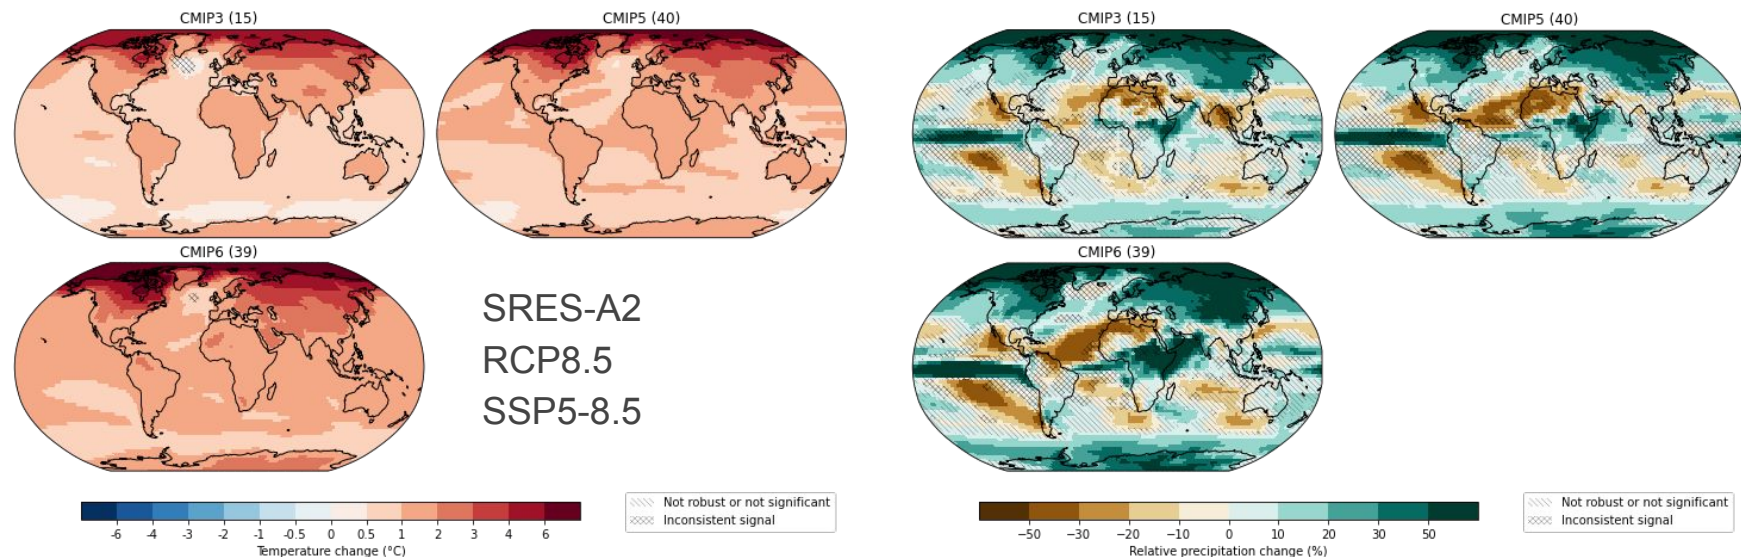 CMIP3 (15)
CMIP5 (40)
CMIP6 (39)
SRES-A2
RCP8.5
SSP5-8.5
-6 -4 -3 -2 -1 -0.5 0 0.5 1 2 3 4 6
Temperature change (°C)
Not robust or not significant
Inconsistent signal
CMIP3 (15)
CMIP5 (40)
CMIP6 (39)
−50 −30 −20 −10 0 10 20 30 50
Relative precipitation change (%)
Not robust or not significant
Inconsistent signal